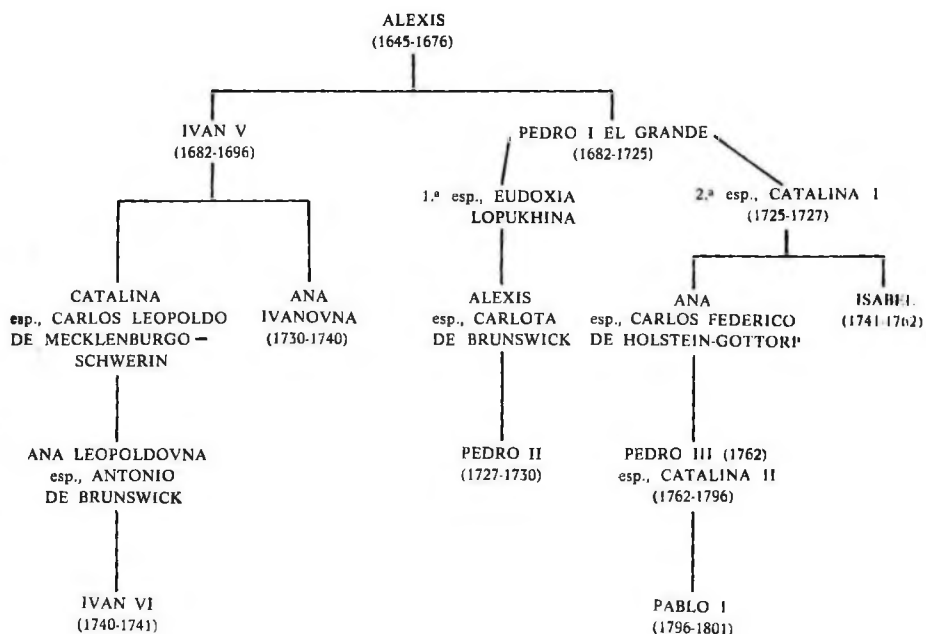 ALEXIS
(1645-1676)
IVAN V
(1682-1696)
PEDRO I EL GRANDE
(1682-1725)
1.ª esp., EUDOXIA
LOPUKHINA
2.ª esp., CATALINA I
(1725-1727)
CATALINA
esp., CARLOS LEOPOLDO
DE MECKLENBURGO—
SCHWERIN
ANA
IVANOVNA
(1730-1740)
ALEXIS
esp., CARLOTA
DE BRUNSWICK
ANA
esp., CARLOS FEDERICO
DE HOLSTEIN-GOTTORP
ISABEL
(1741-1762)
ANA LEOPOLDOVNA
esp., ANTONIO
DE BRUNSWICK
PEDRO II
(1727-1730)
PEDRO III (1762)
esp., CATALINA II
(1762-1796)
IVAN VI
(1740-1741)
PABLO I
(1796-1801)